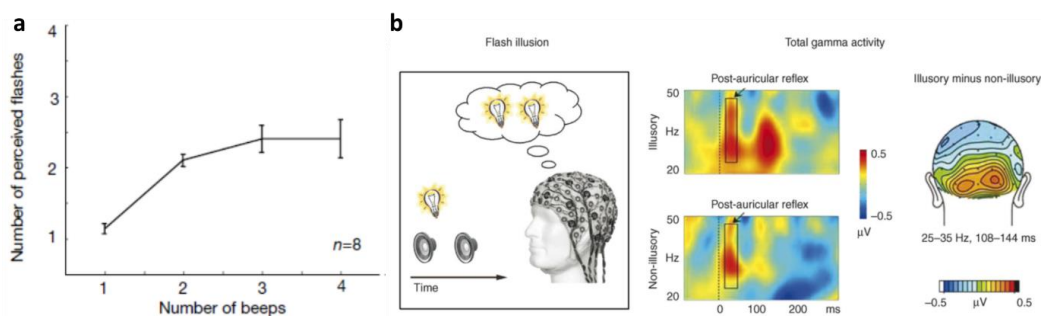 a
Number of perceived flashes
4
3
2
1
n=8
1 2 3 4
Number of beeps
b
Flash illusion
Time
Total gamma activity
Post-auricular reflex
Illusory
50
Hz
20
Post-auricular reflex
Non-illusory
50
Hz
20
0 100 200 ms
0.5
−0.5
μV
Illusory minus non-illusory
25–35 Hz, 108–144 ms
−0.5 μV 0.5